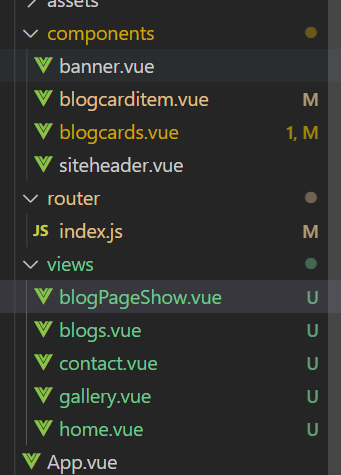 assets
components
banner.vue
blogcarditem.vue M
blogcards.vue 1, M
siteheader.vue
router
JS index.js M
views
blogPageShow.vue U
blogs.vue U
contact.vue U
gallery.vue U
home.vue U
App.vue